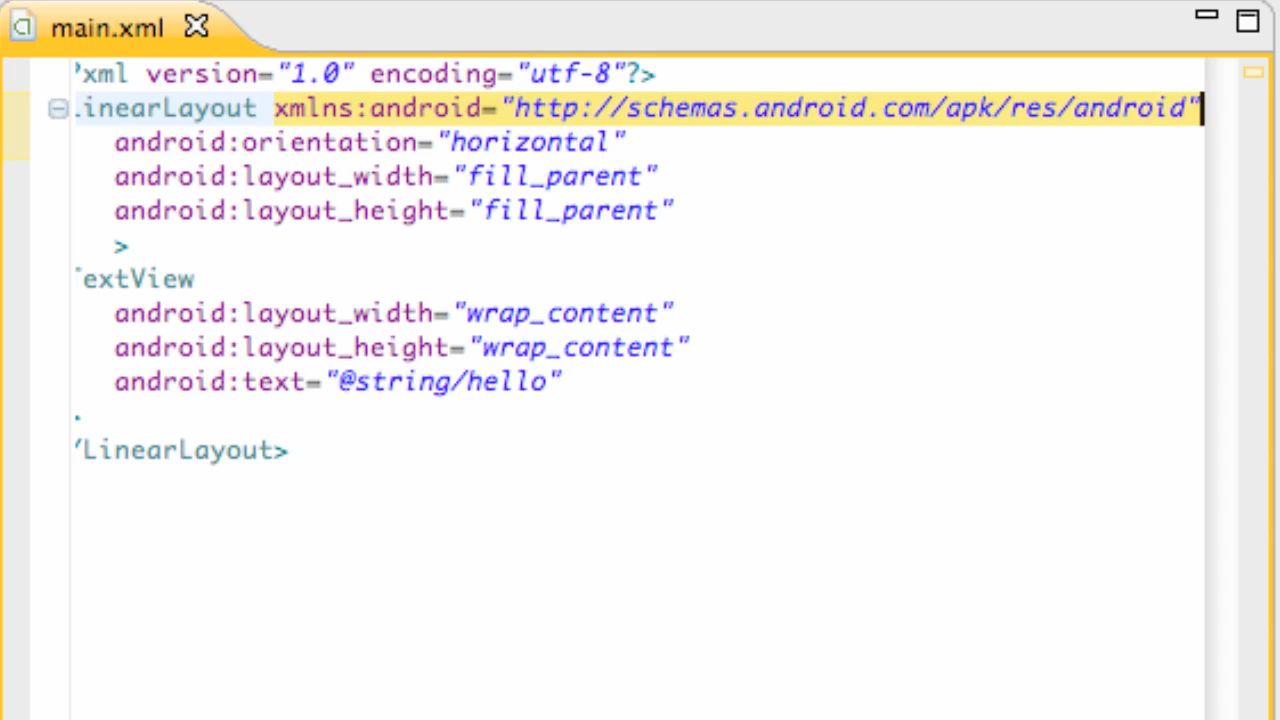 main.xml
?xml version="1.0" encoding="utf-8"?>
LinearLayout xmlns:android="http://schemas.android.com/apk/res/android"
android:orientation="horizontal"
android:layout_width="fill_parent"
android:layout_height="fill_parent"
>
TextView
android:layout_width="wrap_content"
android:layout_height="wrap_content"
android:text="@string/hello"
/LinearLayout>